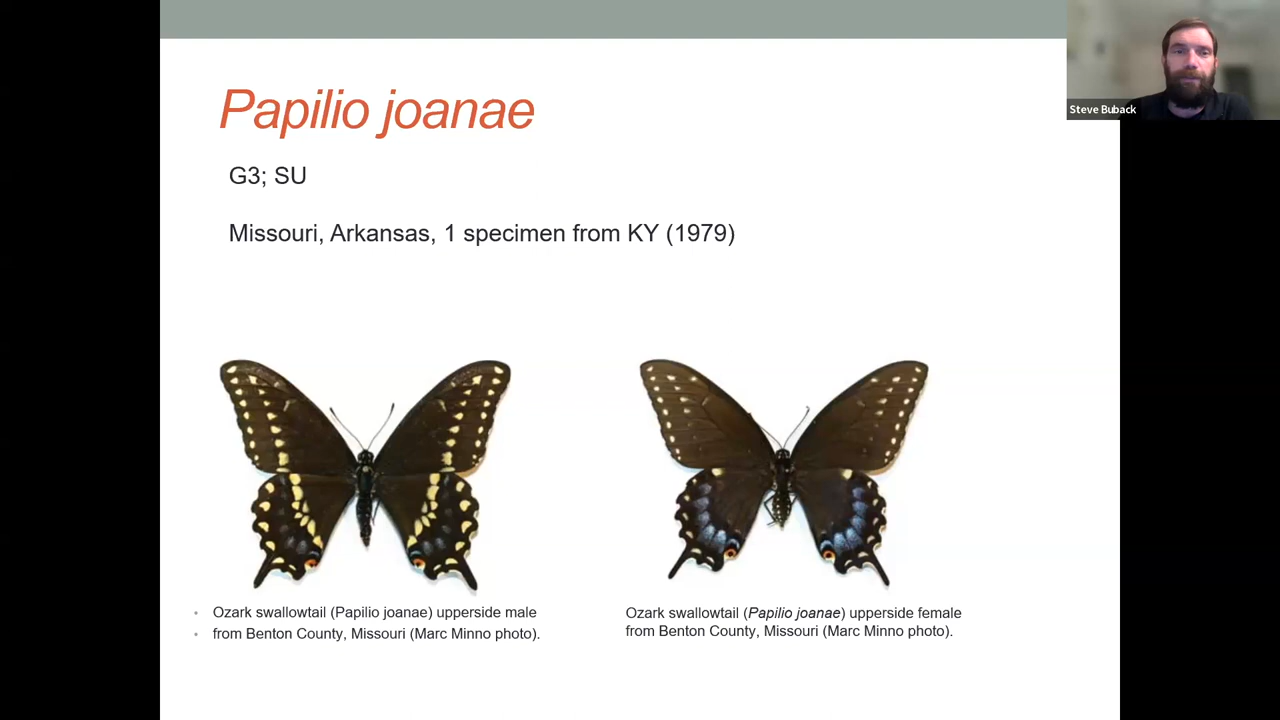 Papilio joanae
Steve Buback
G3; SU
Missouri, Arkansas, 1 specimen from KY (1979)
• Ozark swallowtail (Papilio joanae) upperside male
• from Benton County, Missouri (Marc Minno photo).
Ozark swallowtail (Papilio joanae) upperside female
from Benton County, Missouri (Marc Minno photo).